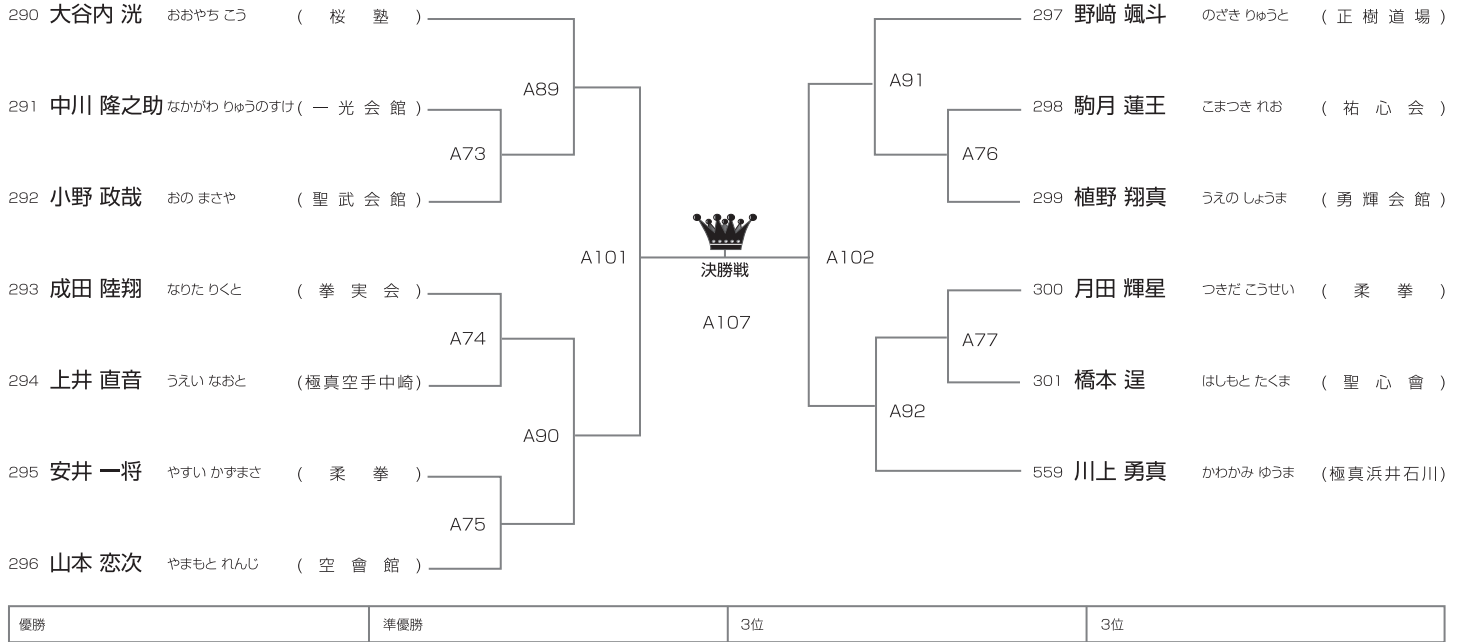 290 大谷内 洸 おおやち こう ( 桜 塾 )
A89
291 中川 隆之助 なかがわ りゅうのすけ ( 一 光 会 館 )
A73
292 小野 政哉 おの まさや ( 聖 武 会 館 )
A101
293 成田 陸翔 なりた りくと ( 拳 実 会 )
A74
294 上井 直音 うえい なおと (極真空手中崎)
A90
295 安井 一将 やすい かずまさ ( 柔 拳 )
A75
296 山本 恋次 やまもと れんじ ( 空 會 館 )
決勝戦
A107
297 野﨑 颯斗 のざき りゅうと ( 正 樹 道 場 )
A91
298 駒月 蓮王 こまつき れお ( 祐 心 会 )
A76
299 植野 翔真 うえの しょうま ( 勇 輝 会 館 )
A102
300 月田 輝星 つきだ こうせい ( 柔 拳 )
A77
301 橋本 逞 はしもと たくま ( 聖 心 會 )
A92
559 川上 勇真 かわかみ ゆうま (極真浜井石川)
優勝 準優勝 3位 3位